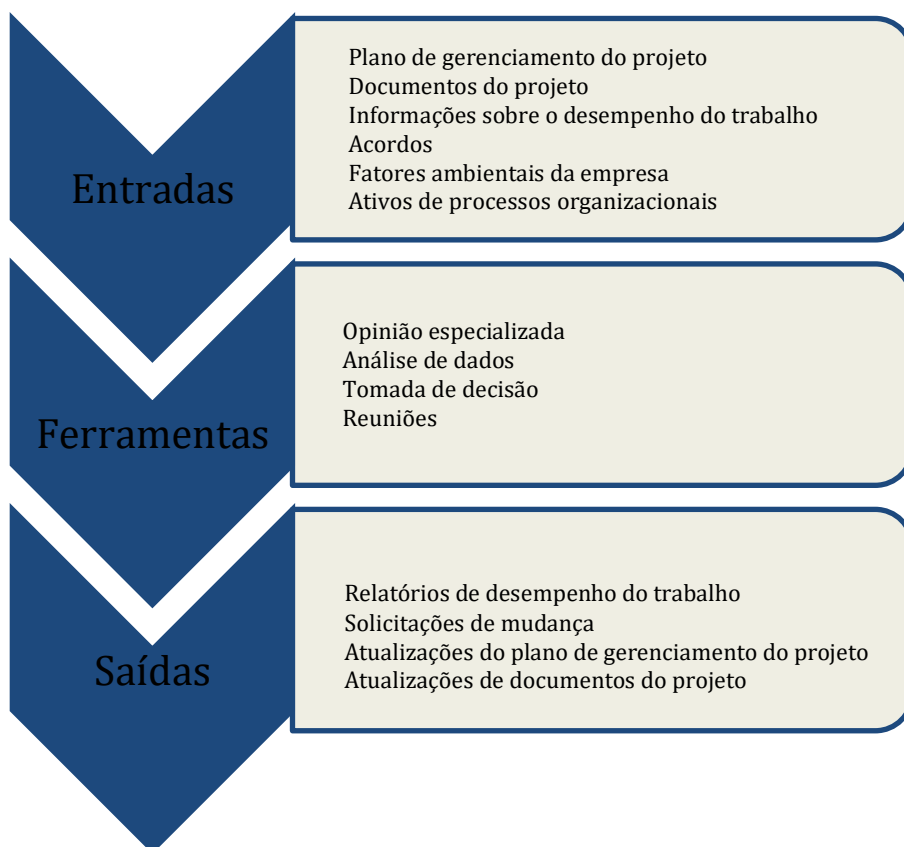 Entradas
Plano de gerenciamento do projeto
Documentos do projeto
Informações sobre o desempenho do trabalho
Acordos
Fatores ambientais da empresa
Ativos de processos organizacionais
Ferramentas
Opinião especializada
Análise de dados
Tomada de decisão
Reuniões
Saídas
Relatórios de desempenho do trabalho
Solicitações de mudança
Atualizações do plano de gerenciamento do projeto
Atualizações de documentos do projeto